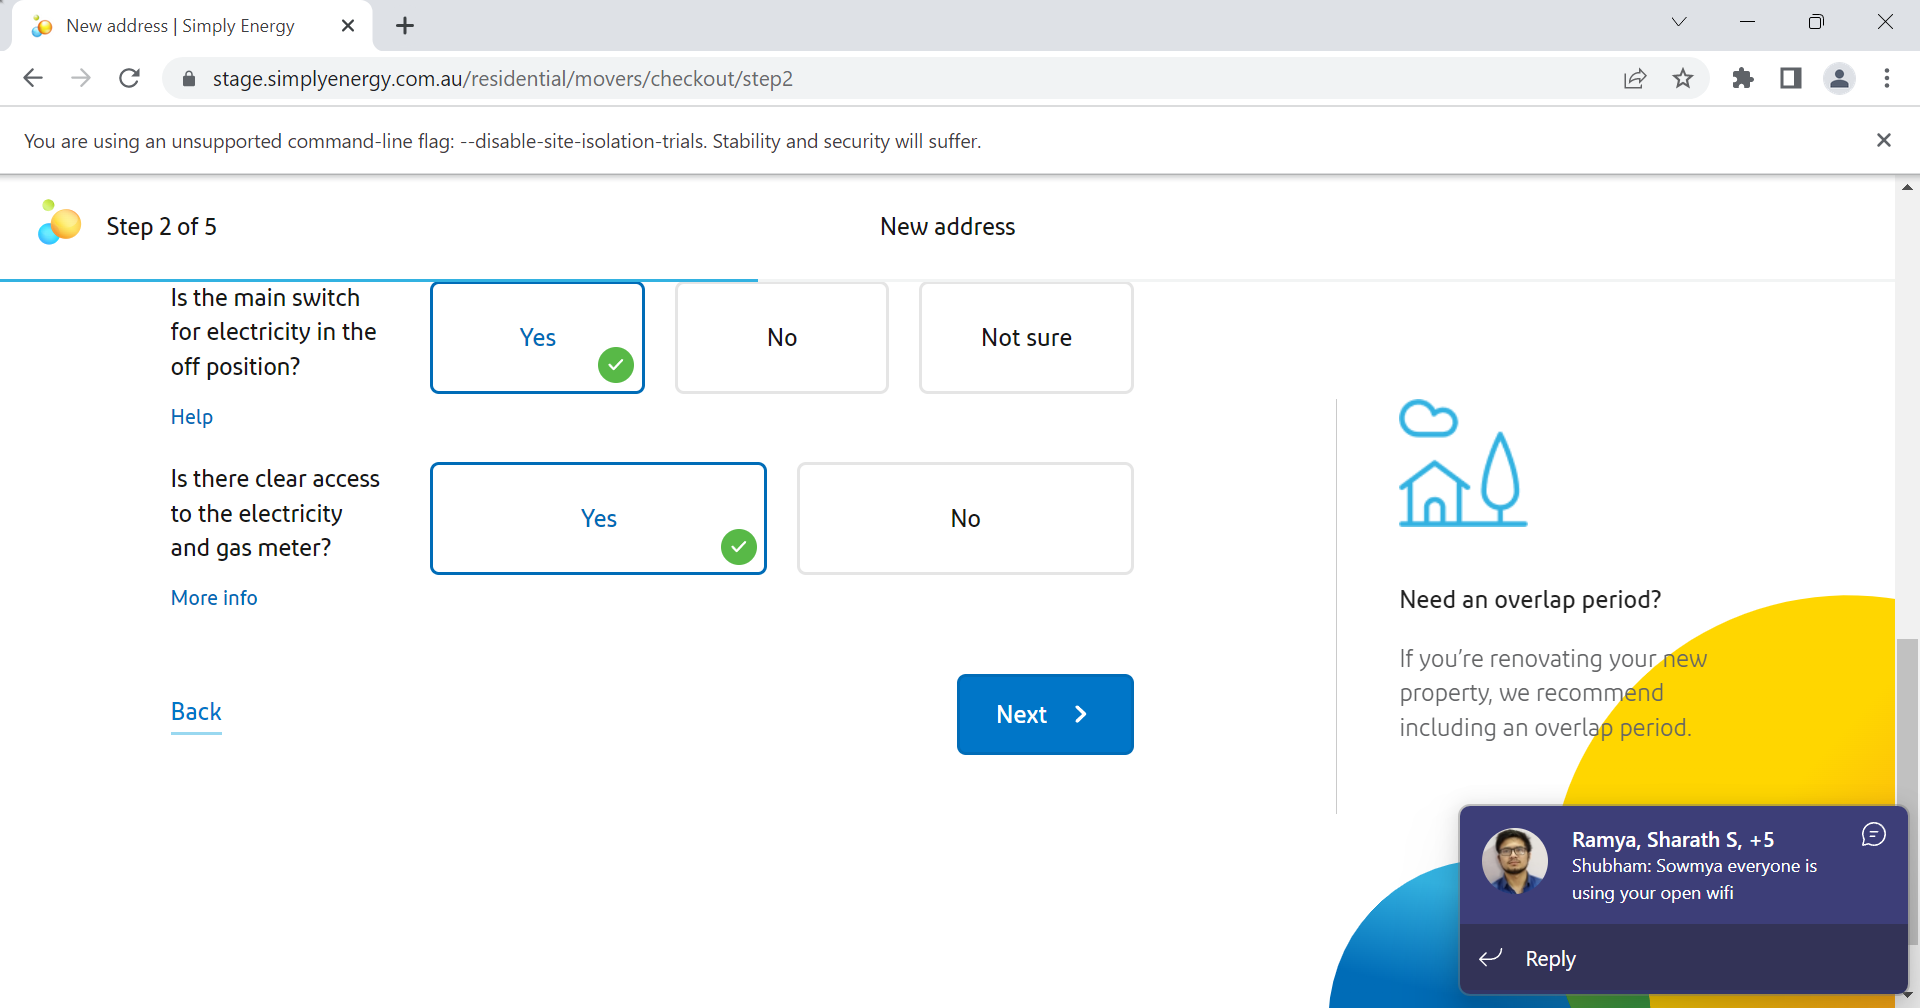 New address | Simply Energy
stage.simplyenergy.com.au/residential/movers/checkout/step2
You are using an unsupported command-line flag: --disable-site-isolation-trials. Stability and security will suffer.
Step 2 of 5
New address
Is the main switch
for electricity in the
off position?
Help
Yes
No
Not sure
Is there clear access
to the electricity
and gas meter?
More info
Yes
No
Back
Next
Need an overlap period?
If you're renovating your new
property, we recommend
including an overlap period.
Ramya, Sharath S, +5
Shubham: Sowmya everyone is
using your open wifi
Reply